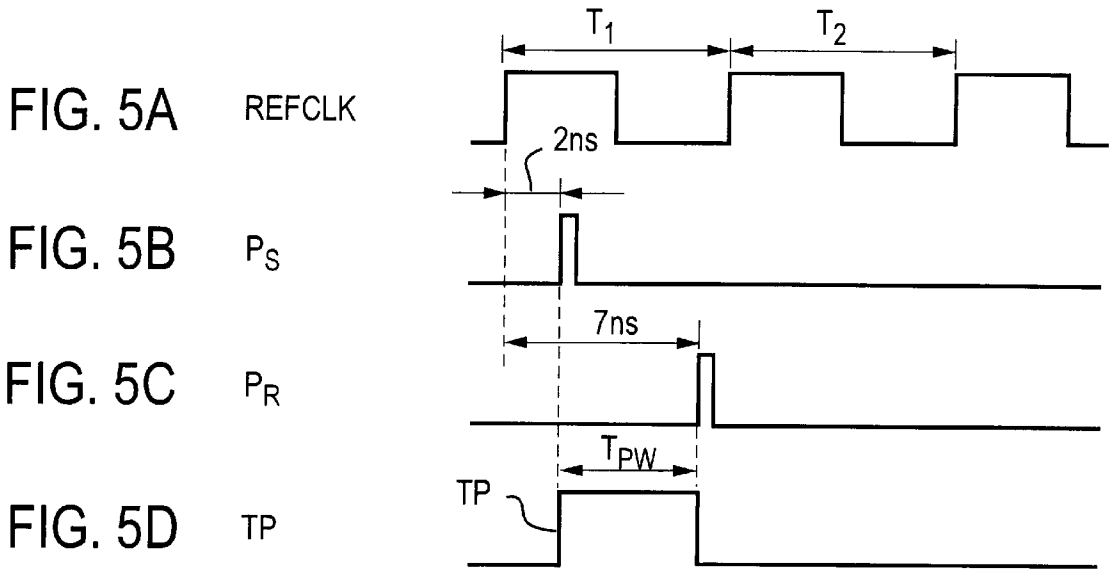 T1 T2
FIG. 5A REFCLK
2ns
FIG. 5B PS
7ns
FIG. 5C PR
TPW
TP
FIG. 5D TP